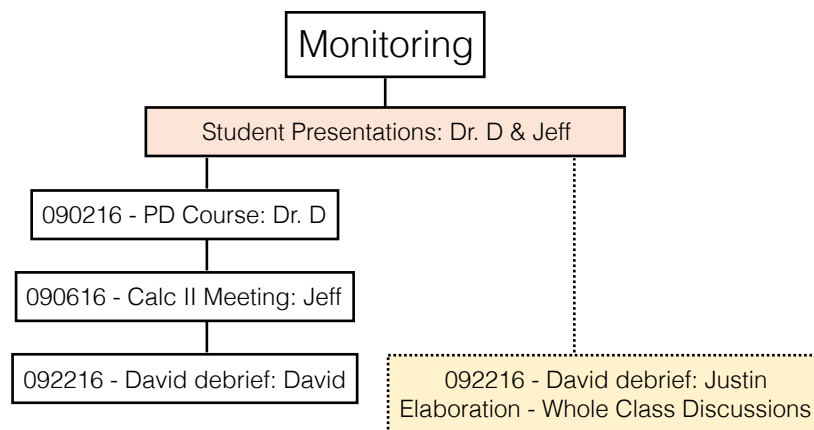 Monitoring
Student Presentations: Dr. D & Jeff
090216 - PD Course: Dr. D
090616 - Calc II Meeting: Jeff
092216 - David debrief: David
092216 - David debrief: Justin
Elaboration - Whole Class Discussions